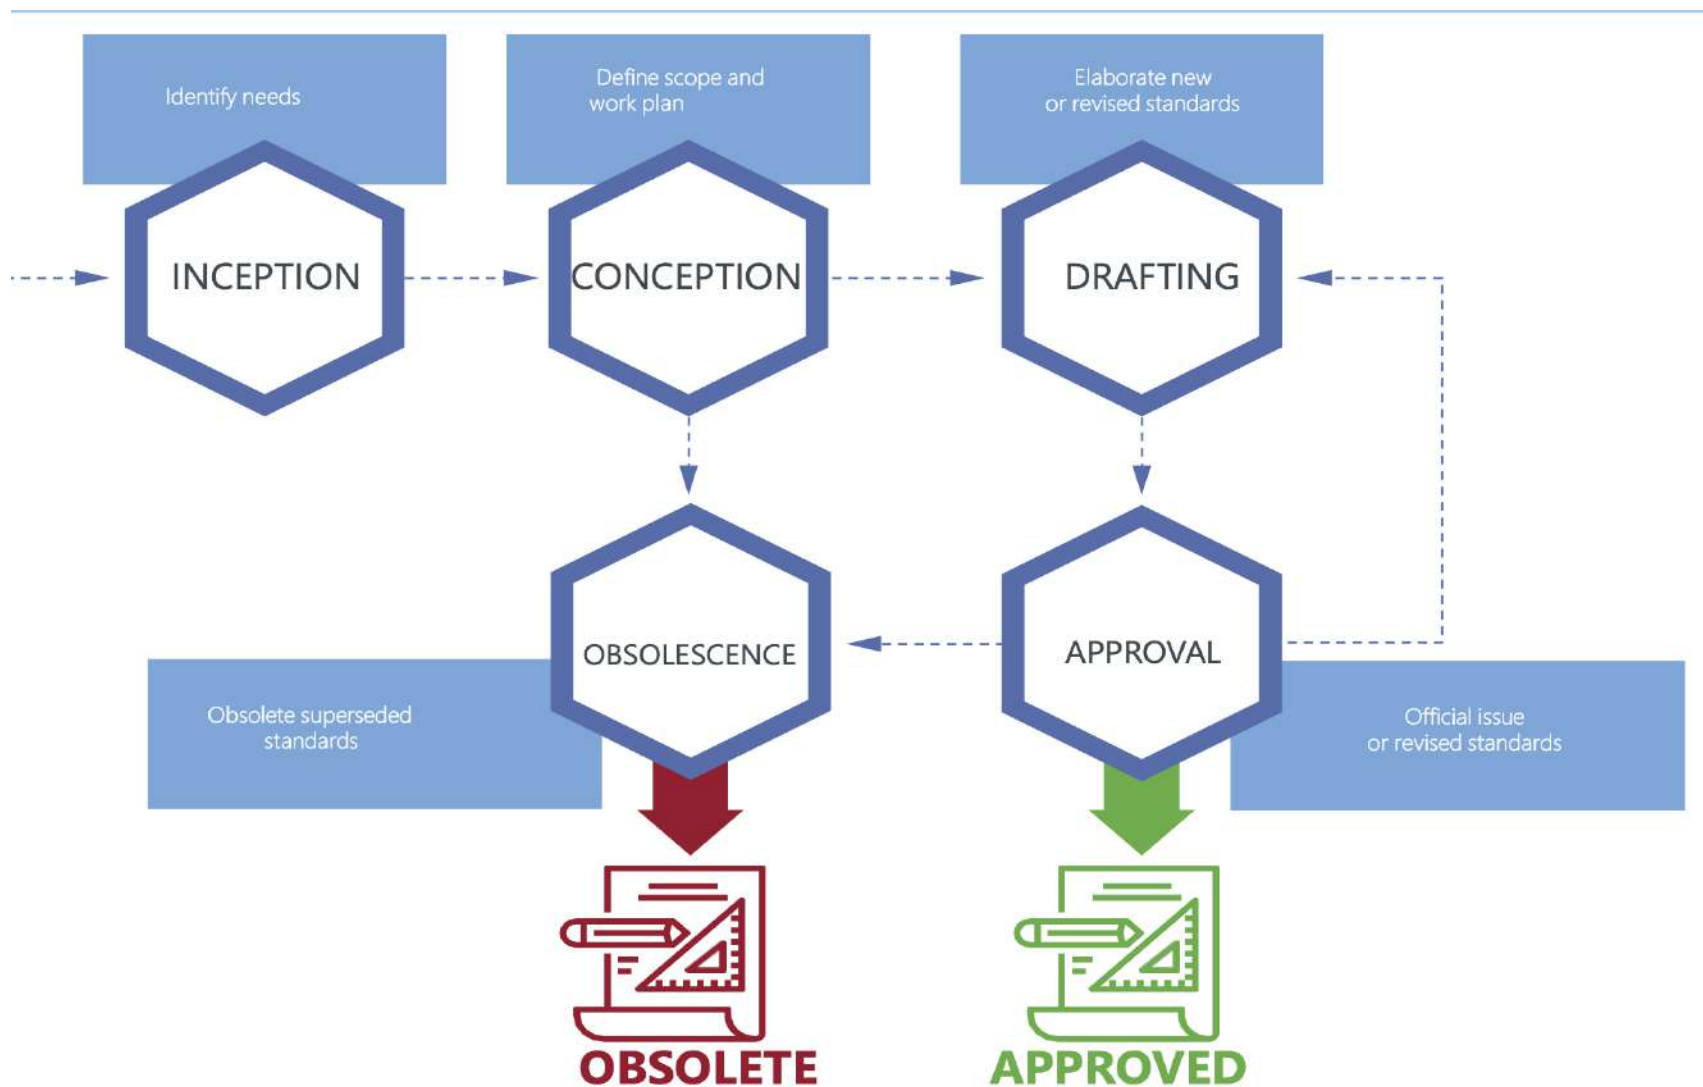 Identify needs
Define scope and
work plan
Elaborate new
or revised standards
INCEPTION
CONCEPTION
DRAFTING
OBSOLESCENCE
APPROVAL
Obsolete superseded
standards
Official issue
or revised standards
OBSOLETE
APPROVED